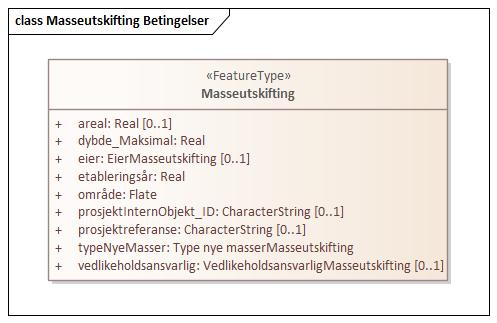 class Masseutskifting Betingelser
«FeatureType»
Masseutskifting
+ areal: Real [0..1]
+ dybde_Maksimal: Real
+ eier: EierMasseutskifting [0..1]
+ etableringsår: Real
+ område: Flate
+ prosjektInternObjekt_ID: CharacterString [0..1]
+ prosjektreferanse: CharacterString [0..1]
+ typeNyeMasser: Type nye masserMasseutskifting
+ vedlikeholdsansvarlig: VedlikeholdsansvarligMasseutskifting [0..1]